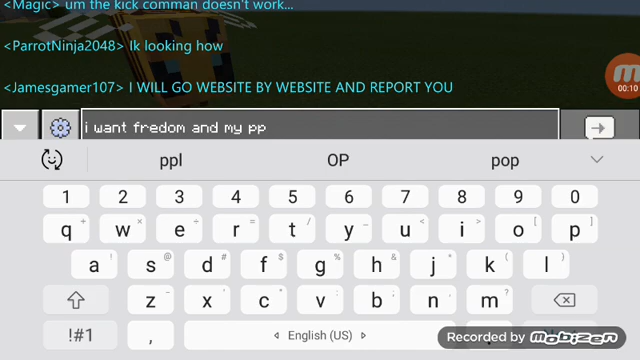 <Magic> um the kick comman doesn't work...
<ParrotNinja2048> Ik looking how
<Jamesgamer107> I WILL GO WEBSITE BY WEBSITE AND REPORT YOU
00:10
i want fredom and my pp
ppl OP pop
1 2 3 4 5 6 7 8 9 0
q w e r t y u i o p
a s d f g h j k l
z x c v b n m
!#1 , English (US)
Recorded by mobizen